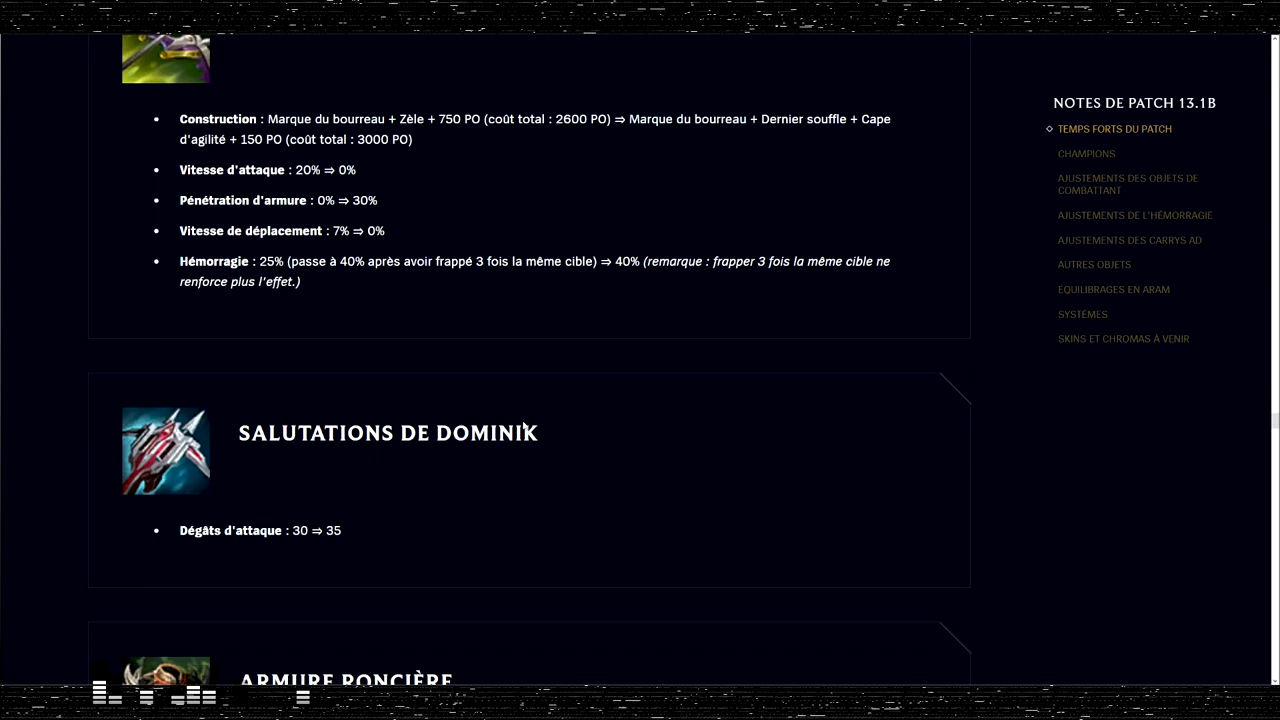 Construction : Marque du bourreau + Zèle + 750 PO (coût total : 2600 PO) ⇒ Marque du bourreau + Dernier souffle + Cape
d'agilité + 150 PO (coût total : 3000 PO)
Vitesse d'attaque : 20% ⇒ 0%
Pénétration d'armure : 0% ⇒ 30%
Vitesse de déplacement : 7% ⇒ 0%
Hémorragie : 25% (passe à 40% après avoir frappé 3 fois la même cible) ⇒ 40% (remarque : frapper 3 fois la même cible ne
renforce plus l'effet.)
SALUTATIONS DE DOMINIK
Dégâts d'attaque : 30 ⇒ 35
ARMURE RONCIÈRE
NOTES DE PATCH 13.1B
TEMPS FORTS DU PATCH
CHAMPIONS
AJUSTEMENTS DES OBJETS DE
COMBATTANT
AJUSTEMENTS DE L'HÉMORRAGIE
AJUSTEMENTS DES CARRYS AD
AUTRES OBJETS
ÉQUILIBRAGES EN ARAM
SYSTÈMES
SKINS ET CHROMAS À VENIR